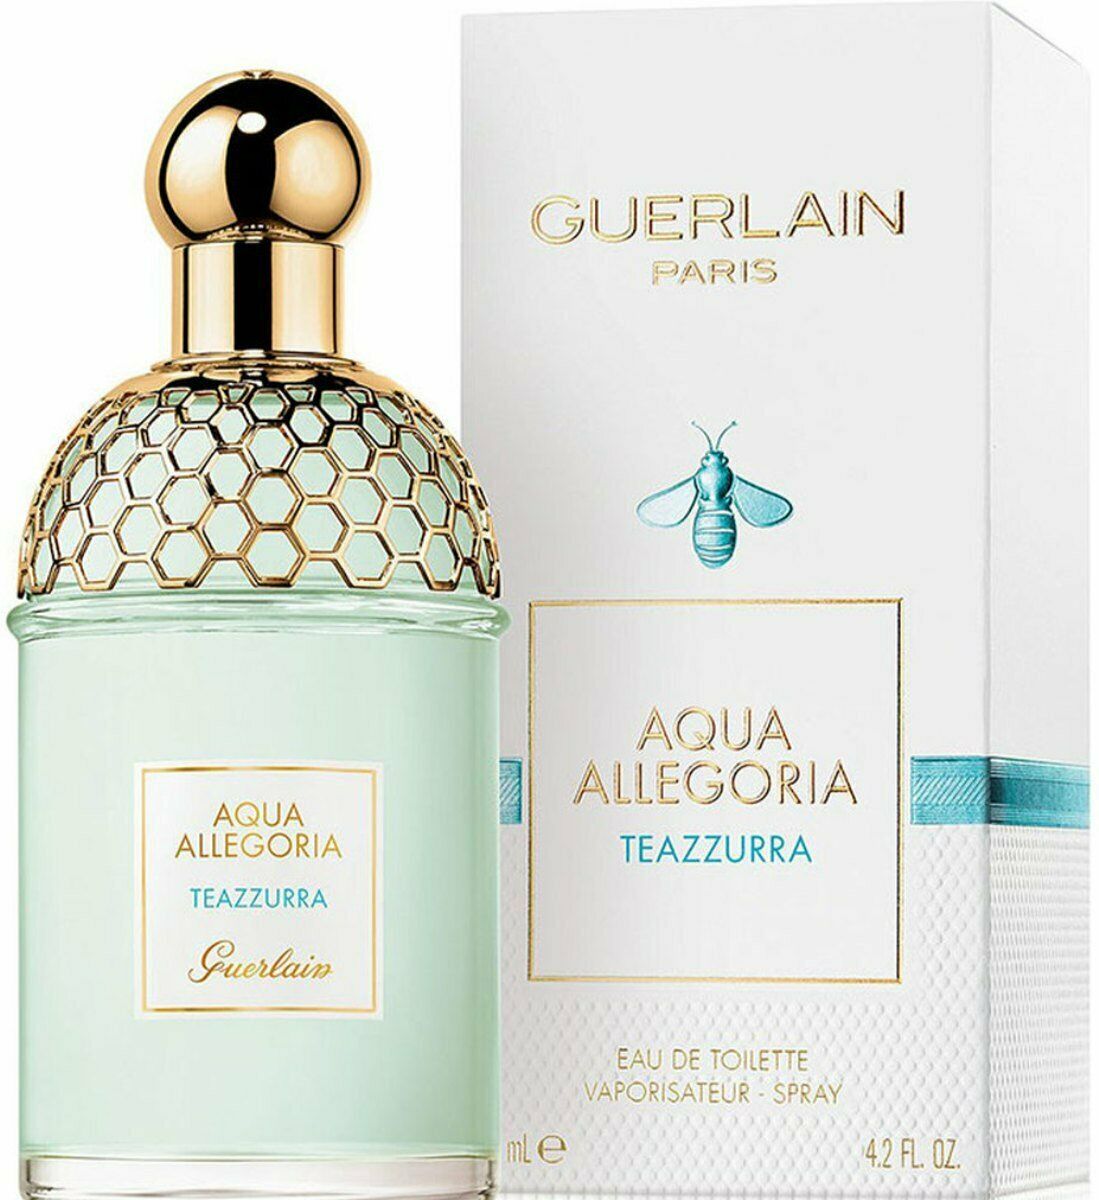 AQUA
ALLEGORIA
TEAZZURRA
Guerlain
GUERLAIN
PARIS
AQUA
ALLEGORIA
TEAZZURRA
EAU DE TOILETTE
VAPORISATEUR - SPRAY
mL e
4.2 FL. OZ.